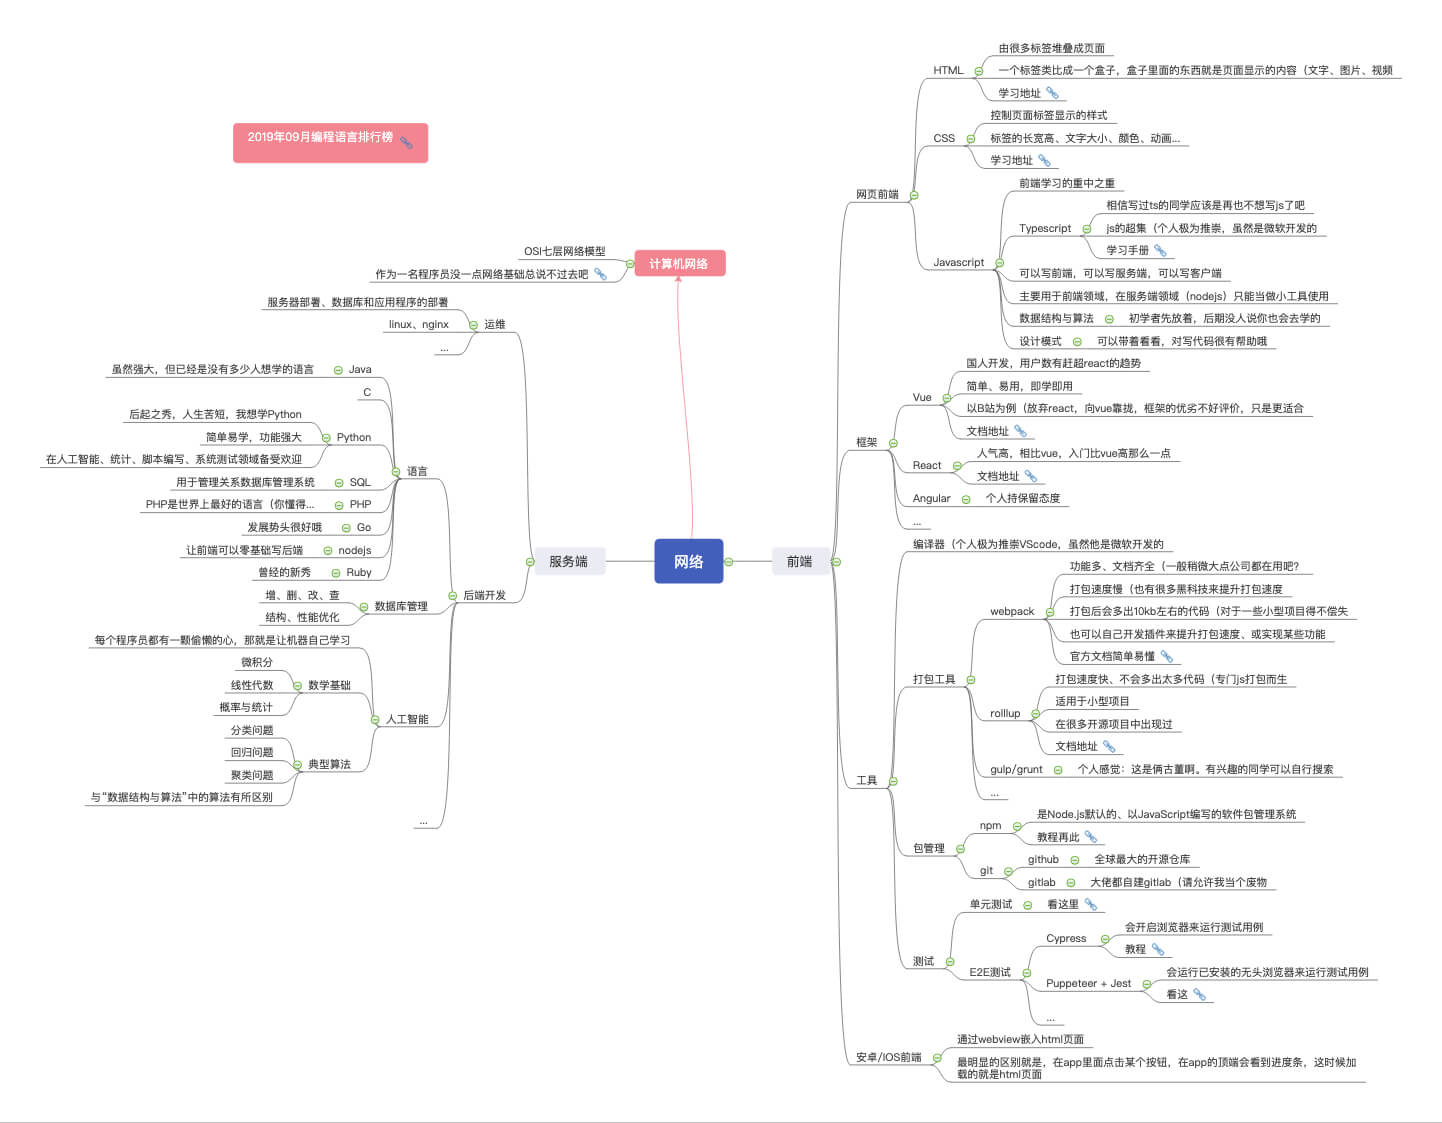 2019年09月编程语言排行榜
网络
计算机网络
OSI七层网络模型
作为一名程序员没一点网络基础总说不过去吧
服务端
运维
服务器部署、数据库和应用程序的部署
linux、nginx
...
后端开发
语言
Java
虽然强大，但已经是没有多少人想学的语言
C
Python
后起之秀，人生苦短，我想学Python
简单易学，功能强大
在人工智能、统计、脚本编写、系统测试领域备受欢迎
SQL
用于管理关系数据库管理系统
PHP
PHP是世界上最好的语言（你懂得...
Go
发展势头很好哦
nodejs
让前端可以零基础写后端
Ruby
曾经的新秀
数据库管理
增、删、改、查
结构、性能优化
人工智能
每个程序员都有一颗偷懒的心，那就是让机器自己学习
数学基础
微积分
线性代数
概率与统计
典型算法
分类问题
回归问题
聚类问题
与“数据结构与算法”中的算法有所区别
...
前端
网页前端
HTML
由很多标签堆叠成页面
一个标签类比成一个盒子，盒子里面的东西就是页面显示的内容（文字、图片、视频
学习地址
CSS
控制页面标签显示的样式
标签的长宽高、文字大小、颜色、动画...
学习地址
Javascript
前端学习的重中之重
Typescript
相信写过ts的同学应该是再也不想写js了吧
js的超集（个人极为推崇，虽然是微软开发的
学习手册
可以写前端，可以写服务端，可以写客户端
主要用于前端领域，在服务端领域（nodejs）只能当做小工具使用
数据结构与算法
初学者先放着，后期没人说你也会去学的
设计模式
可以带着看看，对写代码很有帮助哦
框架
Vue
国人开发，用户数有赶超react的趋势
简单、易用，即学即用
以B站为例（放弃react，向vue靠拢，框架的优劣不好评价，只是更适合
文档地址
React
人气高，相比vue，入门比vue高那么一点
文档地址
Angular
个人持保留态度
...
工具
编译器（个人极为推崇VScode，虽然他是微软开发的
打包工具
webpack
功能多、文档齐全（一般稍微大点公司都在用吧？
打包速度慢（也有很多黑科技来提升打包速度
打包后会多出10kb左右的代码（对于一些小型项目得不偿失
也可以自己开发插件来提升打包速度、或实现某些功能
官方文档简单易懂
rollup
打包速度快、不会多出太多代码（专门js打包而生
适用于小型项目
在很多开源项目中出现过
文档地址
gulp/grunt
个人感觉：这是俩古董啊。有兴趣的同学可以自行搜索
...
包管理
npm
是Node.js默认的、以JavaScript编写的软件包管理系统
教程再此
git
github
全球最大的开源仓库
gitlab
大佬都自建gitlab（请允许我当个废物
测试
单元测试
看这里
E2E测试
Cypress
会开启浏览器来运行测试用例
教程
Puppeteer + Jest
会运行已安装的无头浏览器来运行测试用例
看这
...
安卓/IOS前端
通过webview嵌入html页面
最明显的区别就是，在app里面点击某个按钮，在app的顶端会看到进度条，这时候加
载的就是html页面